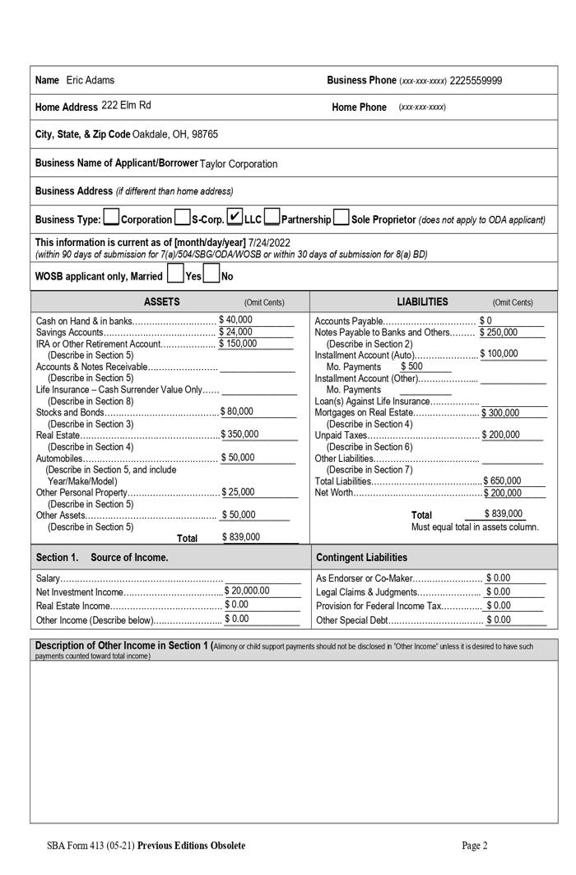 Name Eric Adams Business Phone (xxx-xxx-xxxx) 2225559999
Home Address 222 Elm Rd Home Phone (xxx-xxx-xxxx)
City, State, & Zip Code Oakdale, OH, 98765
Business Name of Applicant/Borrower Taylor Corporation
Business Address (if different than home address)
Business Type: Corporation S-Corp. ✔ LLC Partnership Sole Proprietor (does not apply to ODA applicant)
This information is current as of [month/day/year] 7/24/2022
(within 90 days of submission for 7(a)/504/SBG/ODA/WOSB or within 30 days of submission for 8(a) BD)
WOSB applicant only, Married Yes No
ASSETS (Omit Cents)
Cash on Hand & in banks........................... $ 40,000
Savings Accounts.................................... $ 24,000
IRA or Other Retirement Account................. $ 150,000
(Describe in Section 5)
Accounts & Notes Receivable.....................
(Describe in Section 5)
Life Insurance – Cash Surrender Value Only......
(Describe in Section 8)
Stocks and Bonds.................................... $ 80,000
(Describe in Section 3)
Real Estate............................................ $ 350,000
(Describe in Section 4)
Automobiles........................................... $ 50,000
(Describe in Section 5, and include
Year/Make/Model)
Other Personal Property............................ $ 25,000
(Describe in Section 5)
Other Assets.......................................... $ 50,000
(Describe in Section 5)
Total $ 839,000
LIABILITIES (Omit Cents)
Accounts Payable.................................... $ 0
Notes Payable to Banks and Others......... $ 250,000
(Describe in Section 2)
Installment Account (Auto)........................ $ 100,000
Mo. Payments $ 500
Installment Account (Other).......................
Mo. Payments
Loan(s) Against Life Insurance..................
Mortgages on Real Estate........................ $ 300,000
(Describe in Section 4)
Unpaid Taxes......................................... $ 200,000
(Describe in Section 6)
Other Liabilities.......................................
(Describe in Section 7)
Total Liabilities........................................ $ 650,000
Net Worth.............................................. $ 200,000
Total $ 839,000
Must equal total in assets column.
Section 1. Source of Income.
Salary...................................................
Net Investment Income............................. $ 20,000.00
Real Estate Income.................................. $ 0.00
Other Income (Describe below)................... $ 0.00
Contingent Liabilities
As Endorser or Co-Maker......................... $ 0.00
Legal Claims & Judgments........................ $ 0.00
Provision for Federal Income Tax.............. $ 0.00
Other Special Debt................................. $ 0.00
Description of Other Income in Section 1 (Alimony or child support payments should not be disclosed in "Other Income" unless it is desired to have such
payments counted toward total income)
SBA Form 413 (05-21) Previous Editions Obsolete Page 2